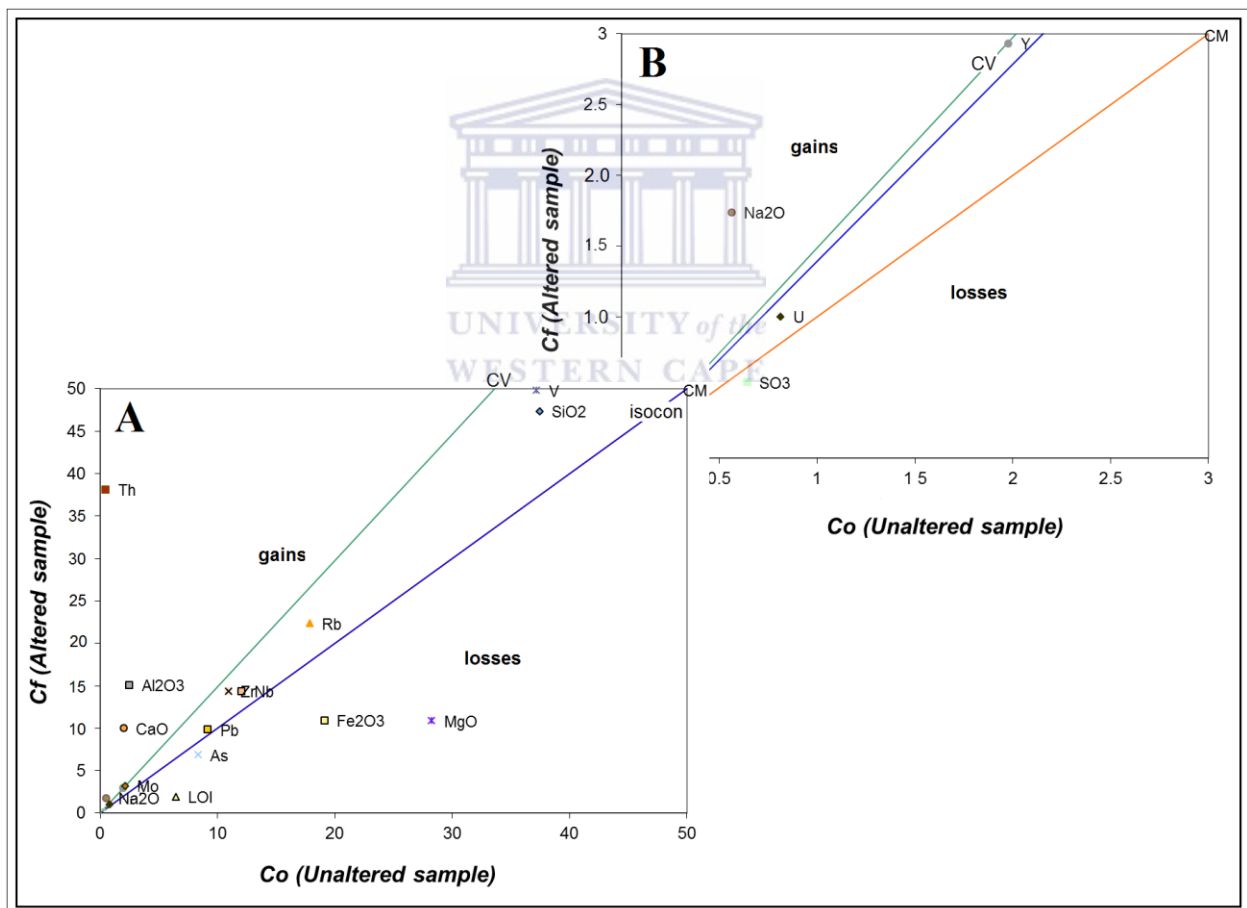 B
3
2.5
2.0
1.5
1.0
CV
Y
CM
gains
Na2O
losses
U
SO3
Cf (Altered sample)
0.5
1
1.5
2
2.5
3
Co (Unaltered sample)
UNIVERSITY of the
WESTERN CAPE
A
50
45
40
35
30
25
20
15
10
5
0
CV
V
CM
isocon
SiO2
Th
gains
Rb
losses
Al2O3
ZrNb
CaO
Pb
Fe2O3
MgO
As
Mo
Na2O
LOI
Cf (Altered sample)
0
10
20
30
40
50
Co (Unaltered sample)